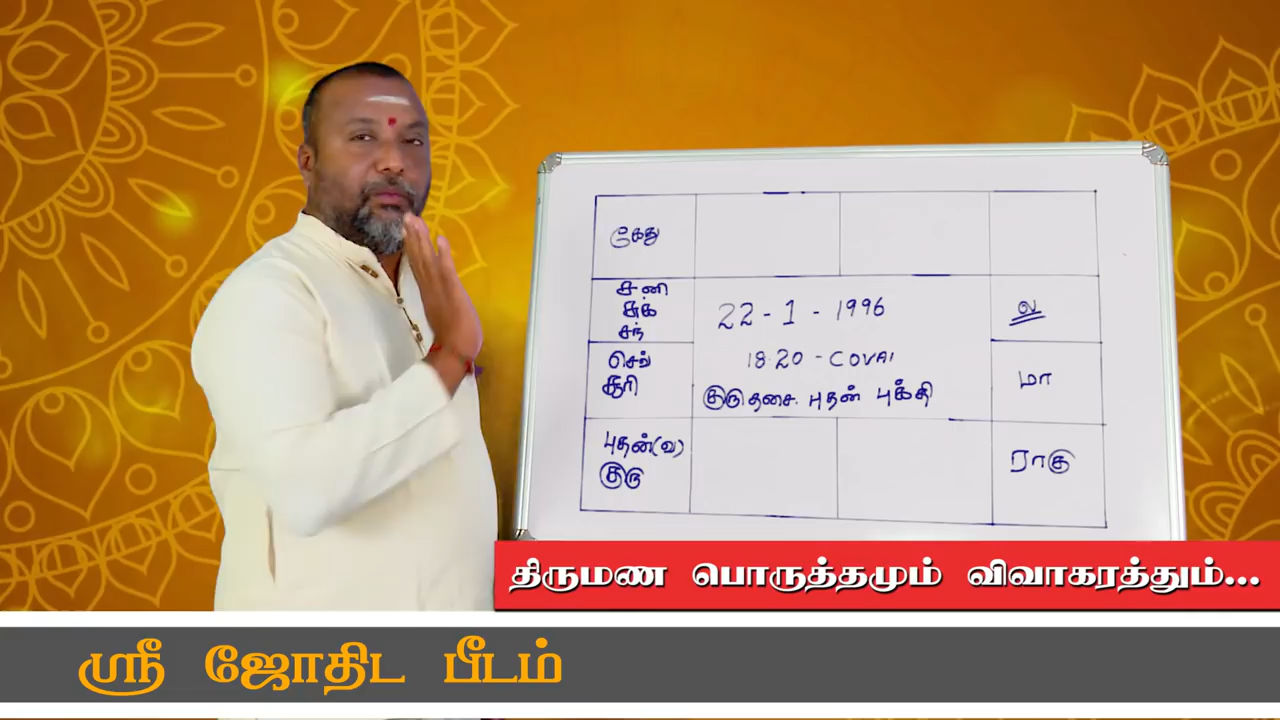 கேது
சனி
சுக்
சந்
22 - 1 - 1996
ல
செவ்
சூரி
18.20 - COVAI
மா
குரு தசை. புதன் புக்தி
புதன்(வ)
குரு
ராகு
திருமண பொருத்தமும் விவாகரத்தும்...
ஸ்ரீ ஜோதிட பீடம்